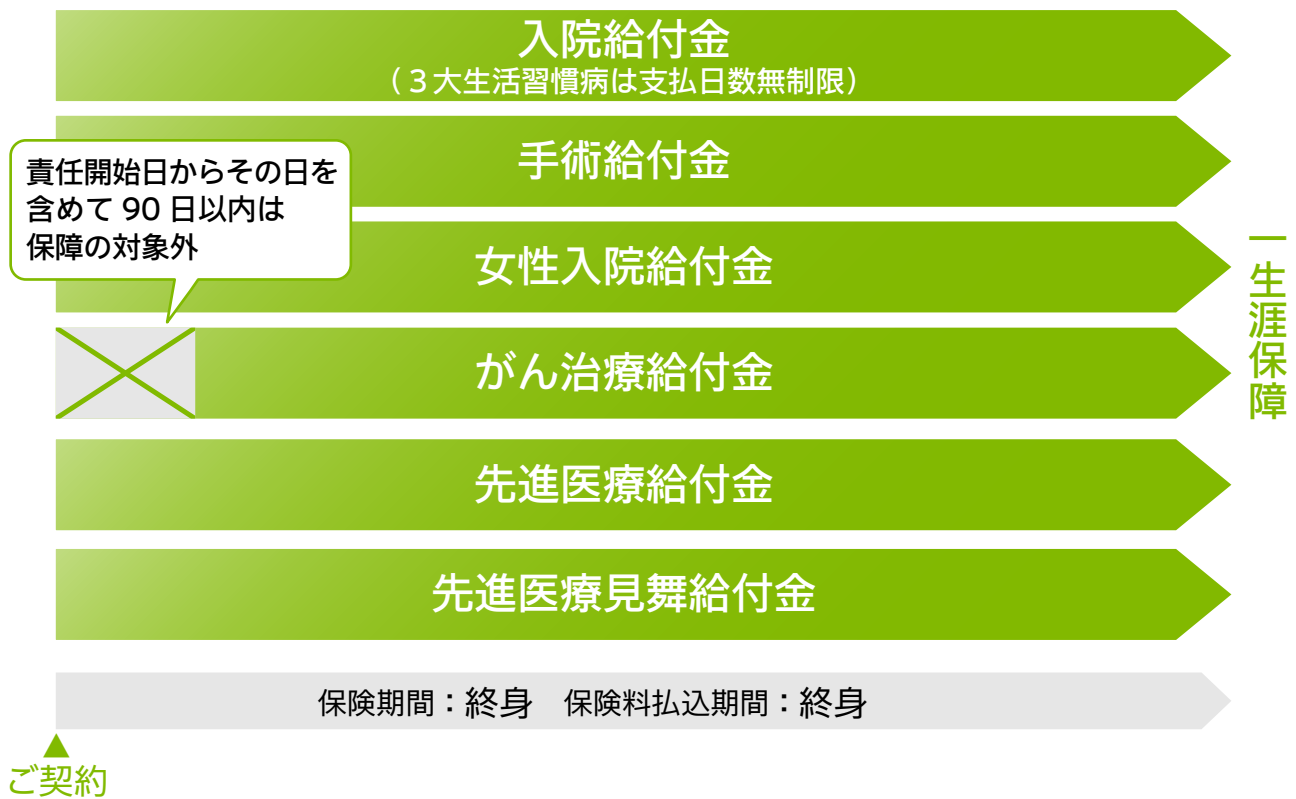 入院給付金
（３大生活習慣病は支払日数無制限）
手術給付金
責任開始日からその日を
含めて 90 日以内は
保障の対象外
女性入院給付金
がん治療給付金
先進医療給付金
先進医療見舞給付金
一生涯保障
保険期間：終身　保険料払込期間：終身
ご契約